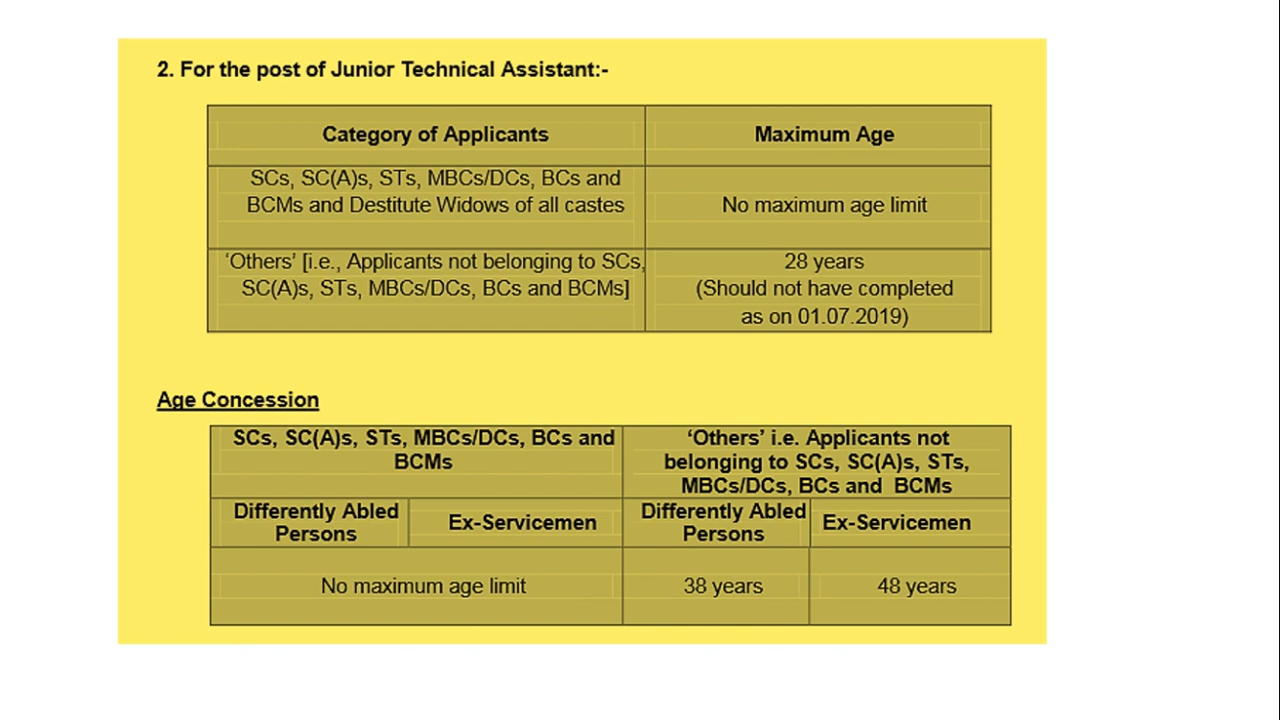 2. For the post of Junior Technical Assistant:-
Category of Applicants
Maximum Age
SCs, SC(A)s, STs, MBCs/DCs, BCs and
BCMs and Destitute Widows of all castes
No maximum age limit
‘Others’ [i.e., Applicants not belonging to SCs,
SC(A)s, STs, MBCs/DCs, BCs and BCMs]
28 years
(Should not have completed
as on 01.07.2019)
Age Concession
SCs, SC(A)s, STs, MBCs/DCs, BCs and
BCMs
‘Others’ i.e. Applicants not
belonging to SCs, SC(A)s, STs,
MBCs/DCs, BCs and BCMs
Differently Abled
Persons
Ex-Servicemen
Differently Abled
Persons
Ex-Servicemen
No maximum age limit
38 years
48 years